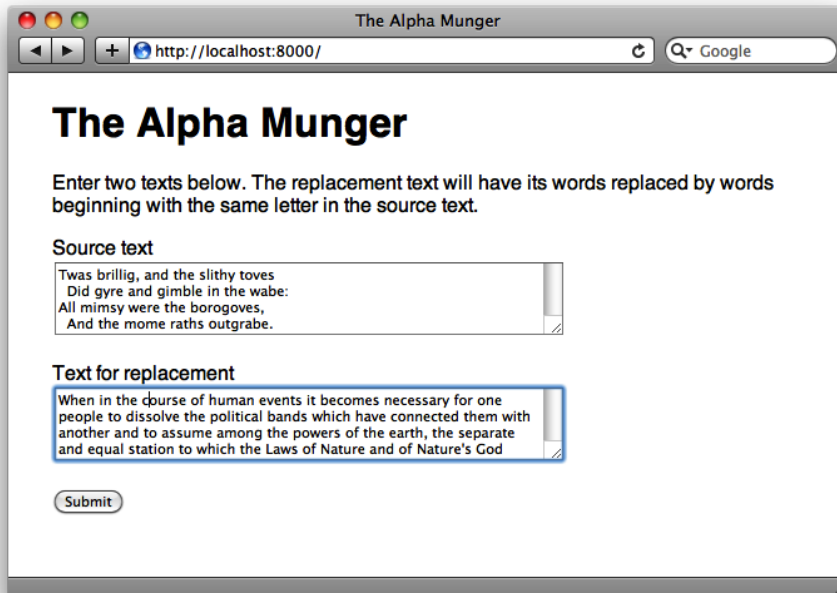 The Alpha Munger
http://localhost:8000/
Google
The Alpha Munger
Enter two texts below. The replacement text will have its words replaced by words
beginning with the same letter in the source text.
Source text
Twas brillig, and the slithy toves
Did gyre and gimble in the wabe:
All mimsy were the borogoves,
And the mome raths outgrabe.
Text for replacement
When in the course of human events it becomes necessary for one
people to dissolve the political bands which have connected them with
another and to assume among the powers of the earth, the separate
and equal station to which the Laws of Nature and of Nature's God
Submit